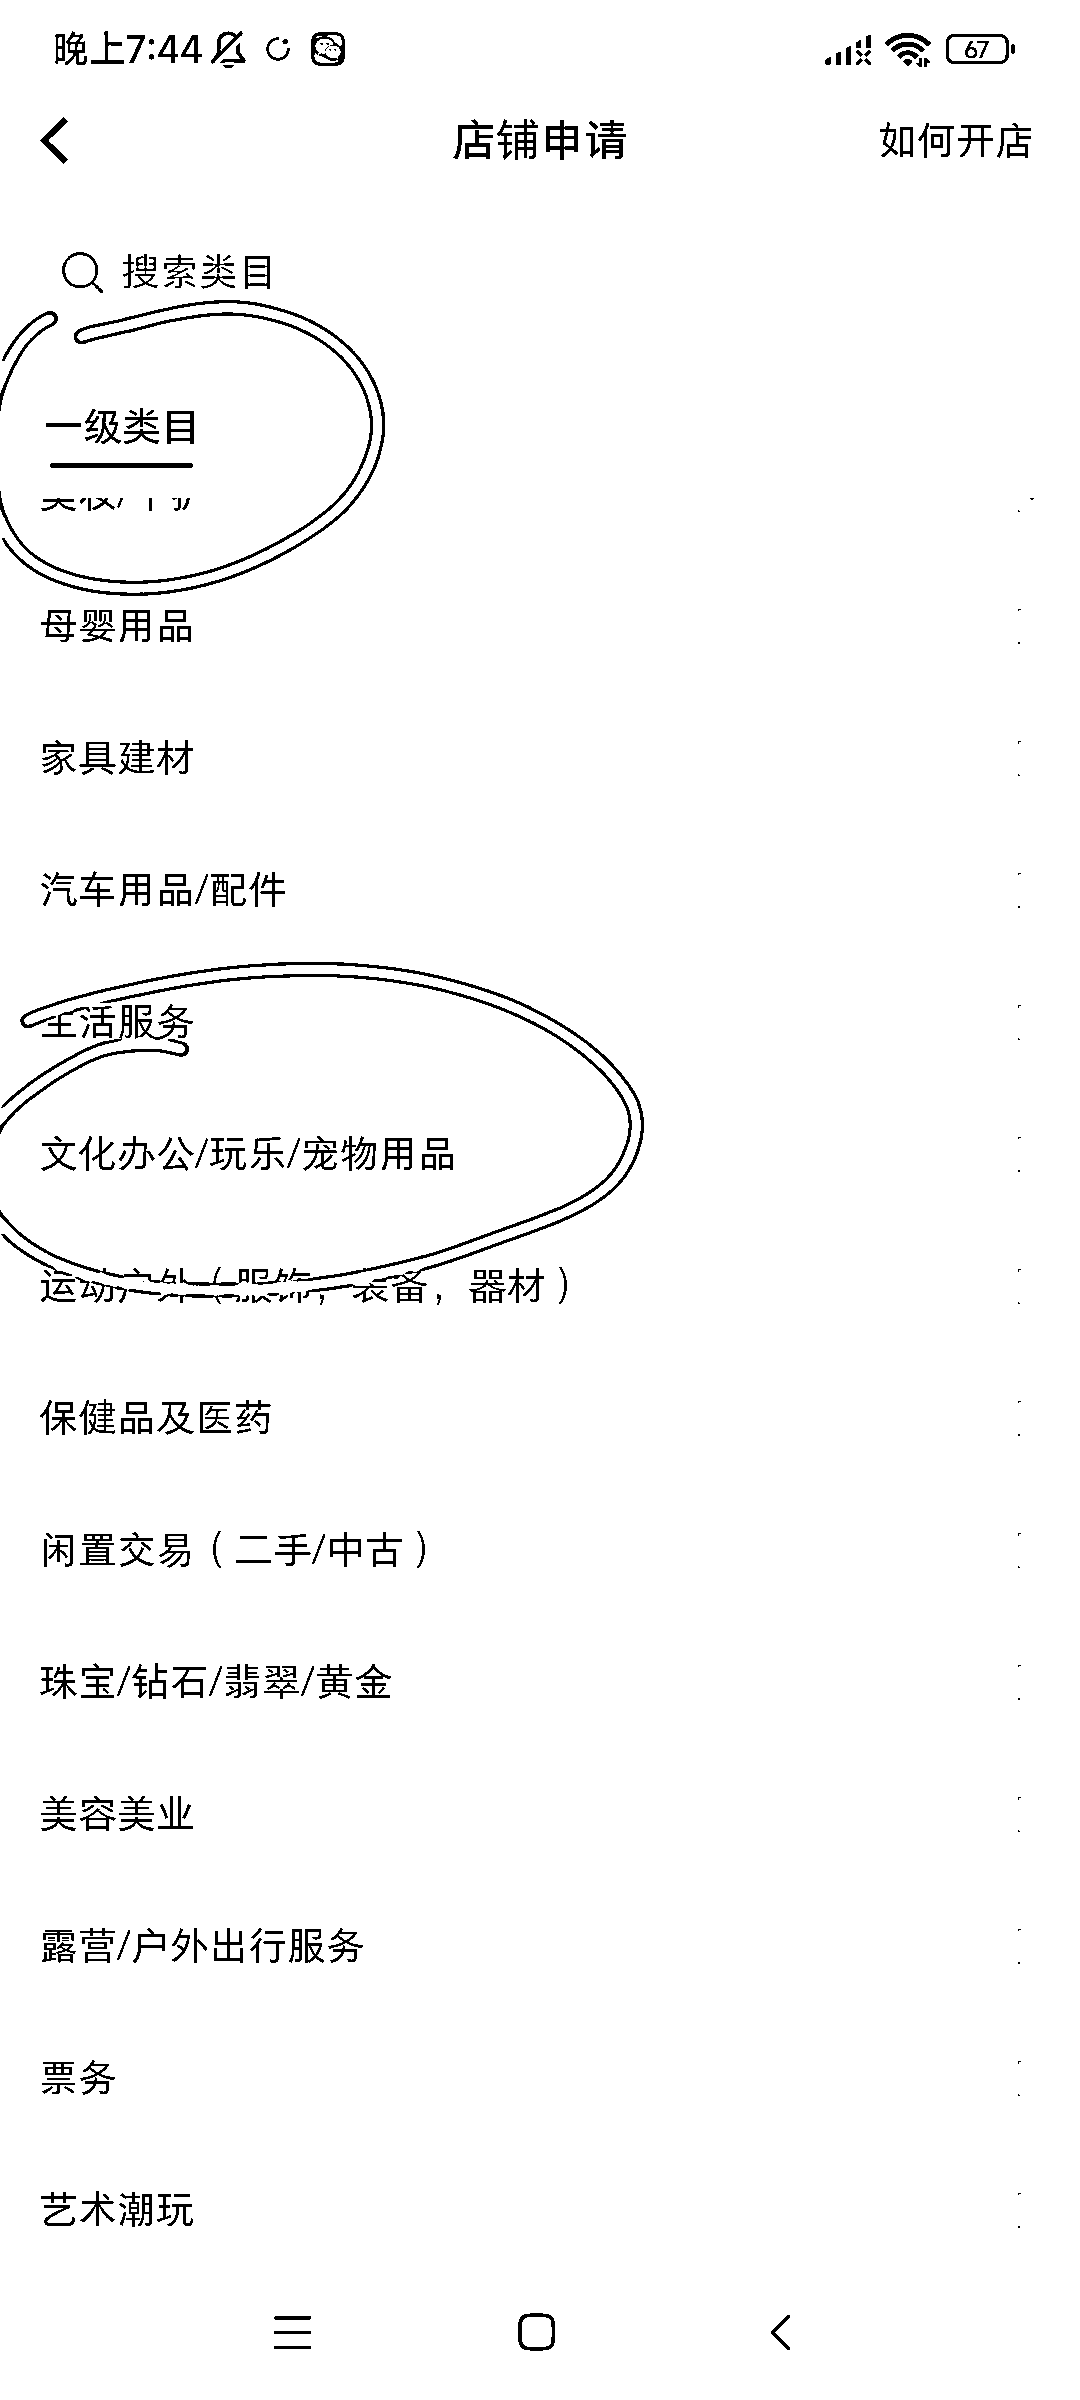 晚上7:44
67
店铺申请
如何开店
搜索类目
一级类目
母婴用品
家具建材
汽车用品/配件
生活服务
文化办公/玩乐/宠物用品
运动户外（服饰，装备，器材）
保健品及医药
闲置交易（二手/中古）
珠宝/钻石/翡翠/黄金
美容美业
露营/户外出行服务
票务
艺术潮玩